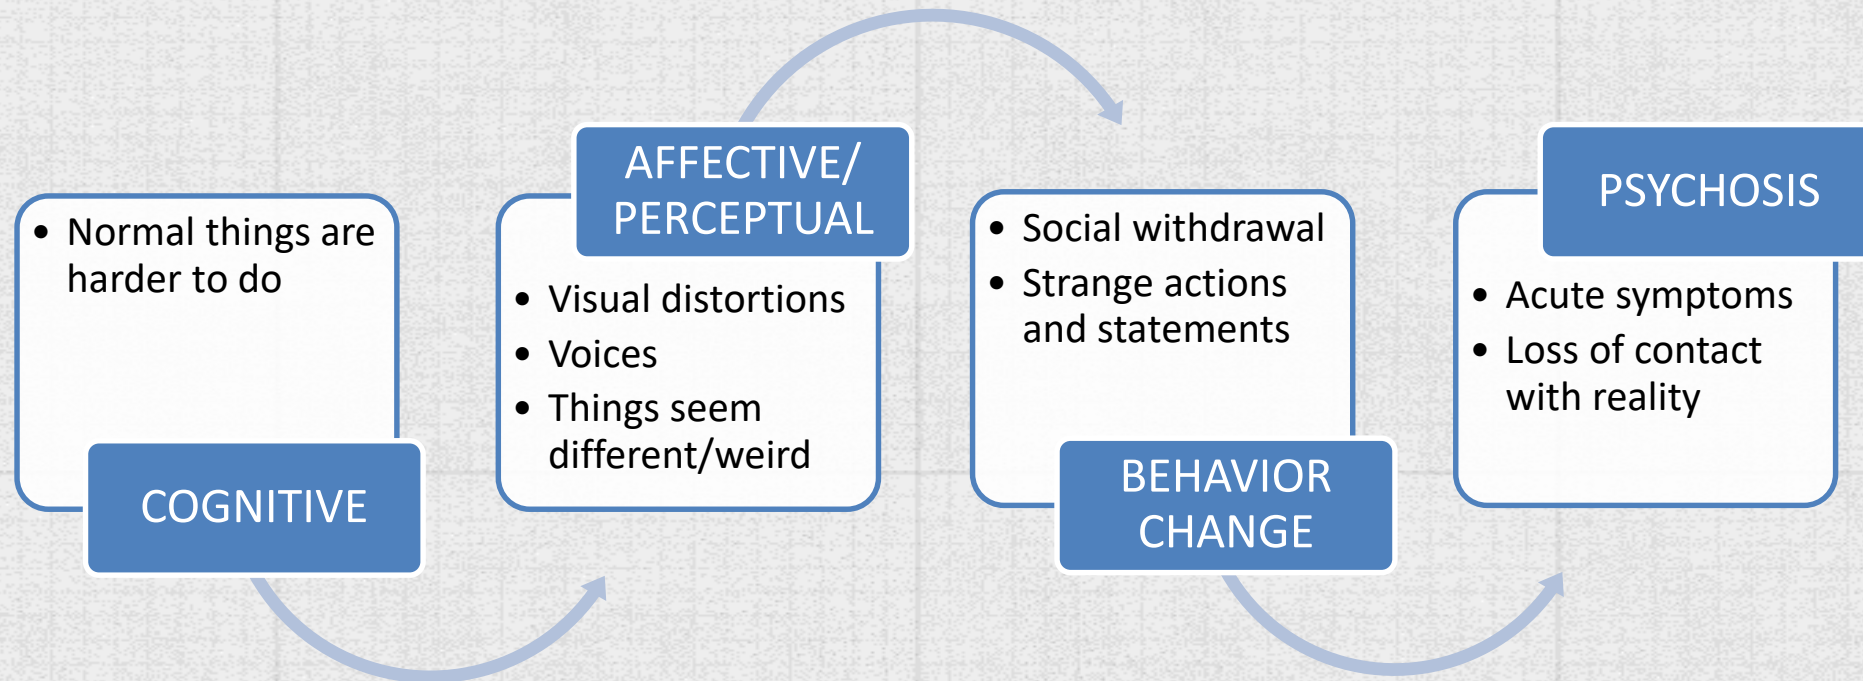 • Normal things are
harder to do
COGNITIVE
AFFECTIVE/
PERCEPTUAL
• Visual distortions
• Voices
• Things seem
different/weird
• Social withdrawal
• Strange actions
and statements
BEHAVIOR
CHANGE
PSYCHOSIS
• Acute symptoms
• Loss of contact
with reality